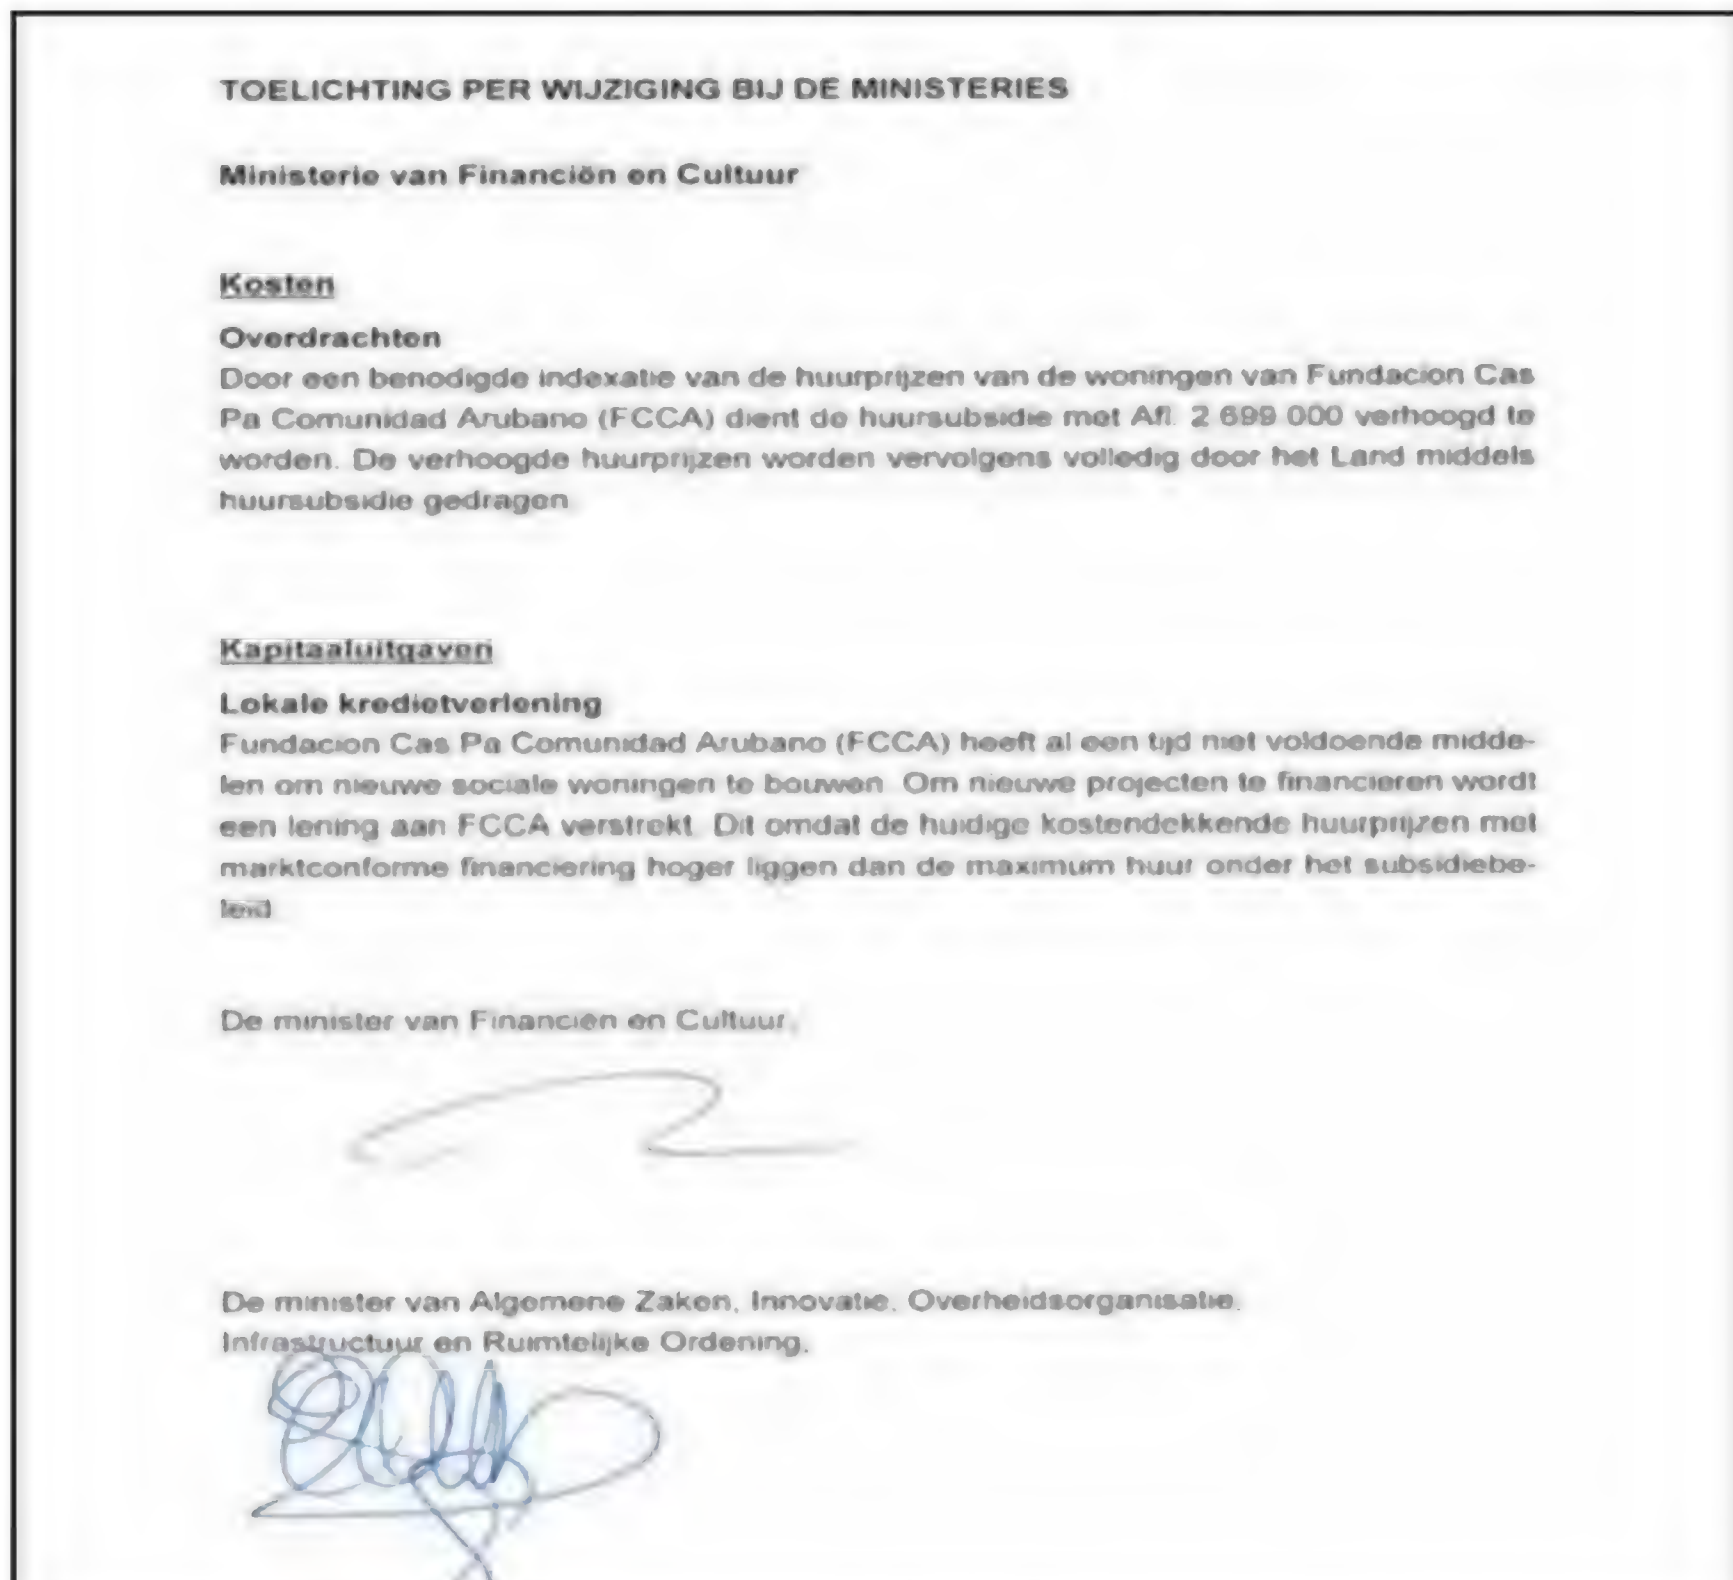 TOELICHTING PER WIJZIGING BIJ DE MINISTERIES
Ministerie van Financiën en Cultuur
Kosten
Overdrachten
Door een benodigde indexatie van de huurprijzen van de woningen van Fundacion Cas
Pa Comunidad Arubano (FCCA) dient de huursubsidie met Afl. 2 699 000 verhoogd te
worden. De verhoogde huurprijzen worden vervolgens volledig door het Land middels
huursubsidie gedragen
Kapitaaluitgaven
Lokale kredietverlening
Fundacion Cas Pa Comunidad Arubano (FCCA) heeft al een tijd niet voldoende midde-
len om nieuwe sociale woningen te bouwen. Om nieuwe projecten te financieren wordt
een lening aan FCCA verstrekt. Dit omdat de huidige kostendekkende huurprijzen met
marktconforme financiering hoger liggen dan de maximum huur onder het subsidiebe-
leid
De minister van Financiën en Cultuur,
De minister van Algemene Zaken, Innovatie, Overheidsorganisatie,
Infrastructuur en Ruimtelijke Ordening,